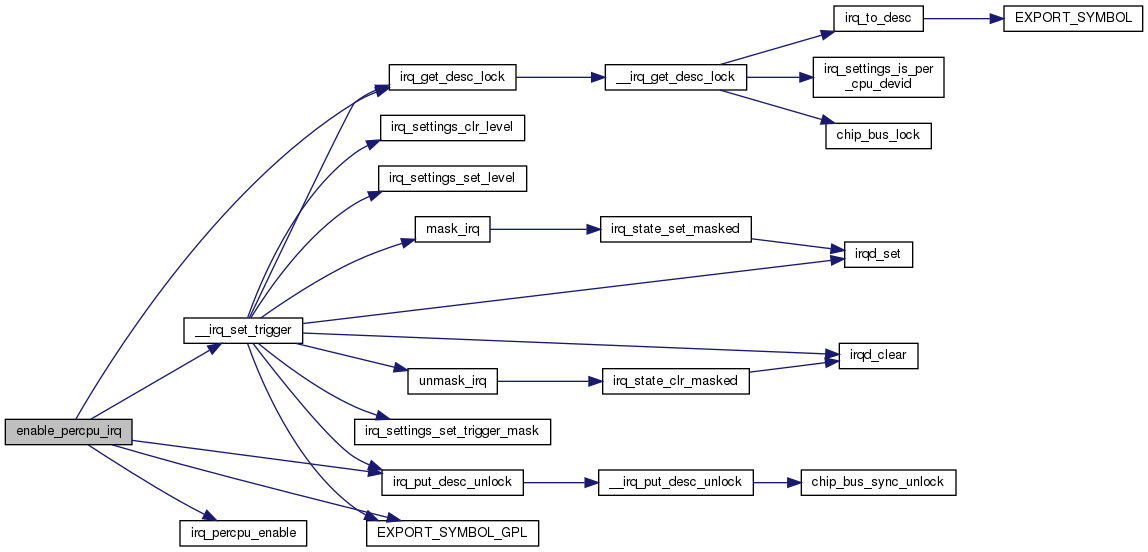 irq_to_desc
EXPORT_SYMBOL
irq_get_desc_lock
__irq_get_desc_lock
irq_settings_is_per
_cpu_devid
irq_settings_clr_level
chip_bus_lock
irq_settings_set_level
mask_irq
irq_state_set_masked
irqd_set
__irq_set_trigger
irqd_clear
unmask_irq
irq_state_clr_masked
enable_percpu_irq
irq_settings_set_trigger_mask
irq_put_desc_unlock
__irq_put_desc_unlock
chip_bus_sync_unlock
irq_percpu_enable
EXPORT_SYMBOL_GPL